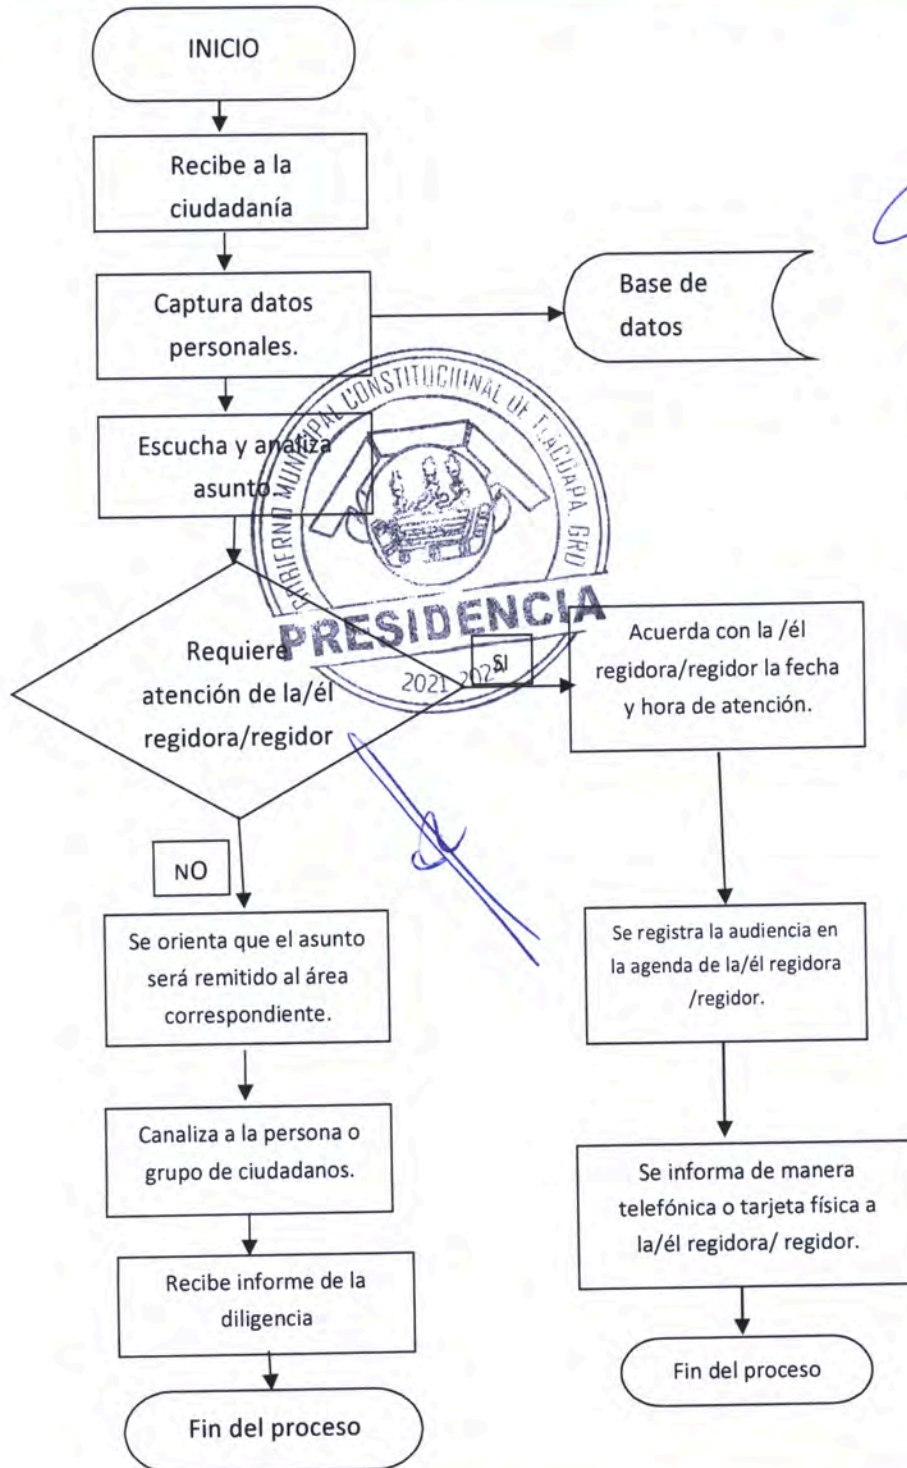 INICIO
Recibe a la
ciudadanía
Captura datos
personales.
Base de
datos
Escucha y analiza
asunto.
GOBIERNO MUNICIPAL CONSTITUCIONAL DE TLACOAPA, GRO
PRESIDENCIA
2021 202
Requiere
atención de la/él
regidora/regidor
SI
Acuerda con la /él
regidora/regidor la fecha
y hora de atención.
NO
Se orienta que el asunto
será remitido al área
correspondiente.
Se registra la audiencia en
la agenda de la/él regidora
/regidor.
Canaliza a la persona o
grupo de ciudadanos.
Se informa de manera
telefónica o tarjeta física a
la/él regidora/ regidor.
Recibe informe de la
diligencia
Fin del proceso
Fin del proceso